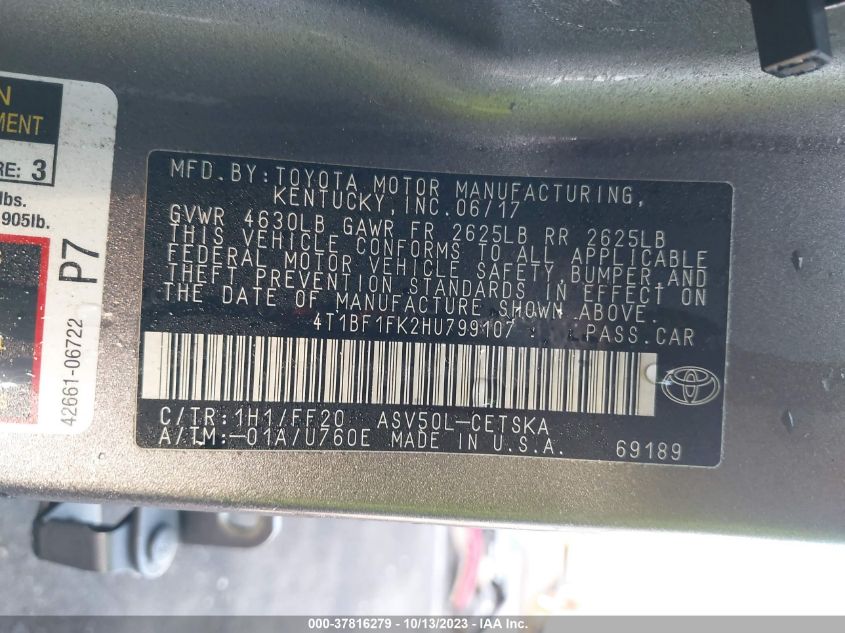 N
MENT
RE: 3
lbs.
905lb.
P7
42661-06722
MFD. BY: TOYOTA MOTOR MANUFACTURING,
KENTUCKY, INC. 06/17
GVWR 4630LB GAWR FR 2625LB RR 2625LB
THIS VEHICLE CONFORMS TO ALL APPLICABLE
FEDERAL MOTOR VEHICLE SAFETY BUMPER,AND
THEFT PREVENTION STANDARDS IN EFFECT ON
THE DATE OF MANUFACTURE SHOWN ABOVE.
4T1BF1FK2HU799107 PASS. CAR
C/TR: 1H1/FF20 ASV50L-CETSKA
A/TM: -01A/U760E MADE IN U.S.A. 69189
000-37816279 - 10/13/2023 - IAA Inc.